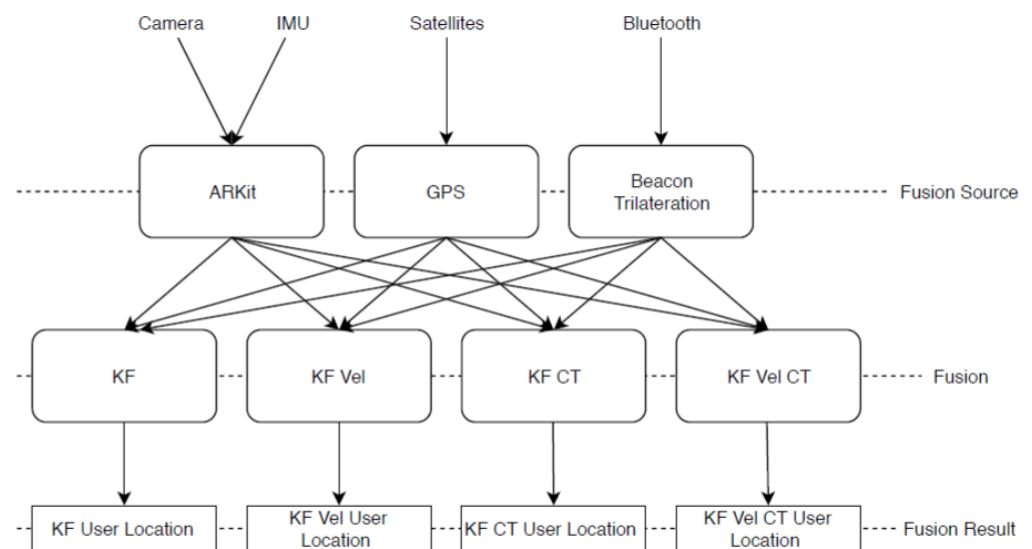 Camera
IMU
Satellites
Bluetooth
ARKit
GPS
Beacon
Trilateration
Fusion Source
KF
KF Vel
KF CT
KF Vel CT
Fusion
KF User Location
KF Vel User
Location
KF CT User Location
KF Vel CT User
Location
Fusion Result